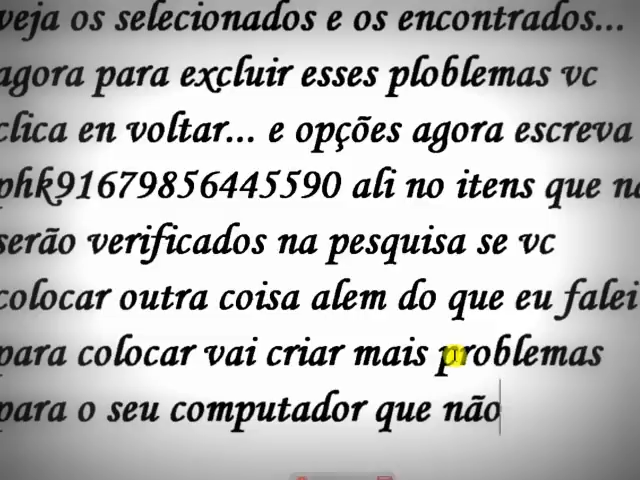 veja os selecionados e os encontrados...
agora para excluir esses ploblemas vc
clica en voltar... e opções agora escreva
phk91679856445590 ali no itens que na
serão verificados na pesquisa se vc
colocar outra coisa alem do que eu falei
para colocar vai criar mais problemas
para o seu computador que não